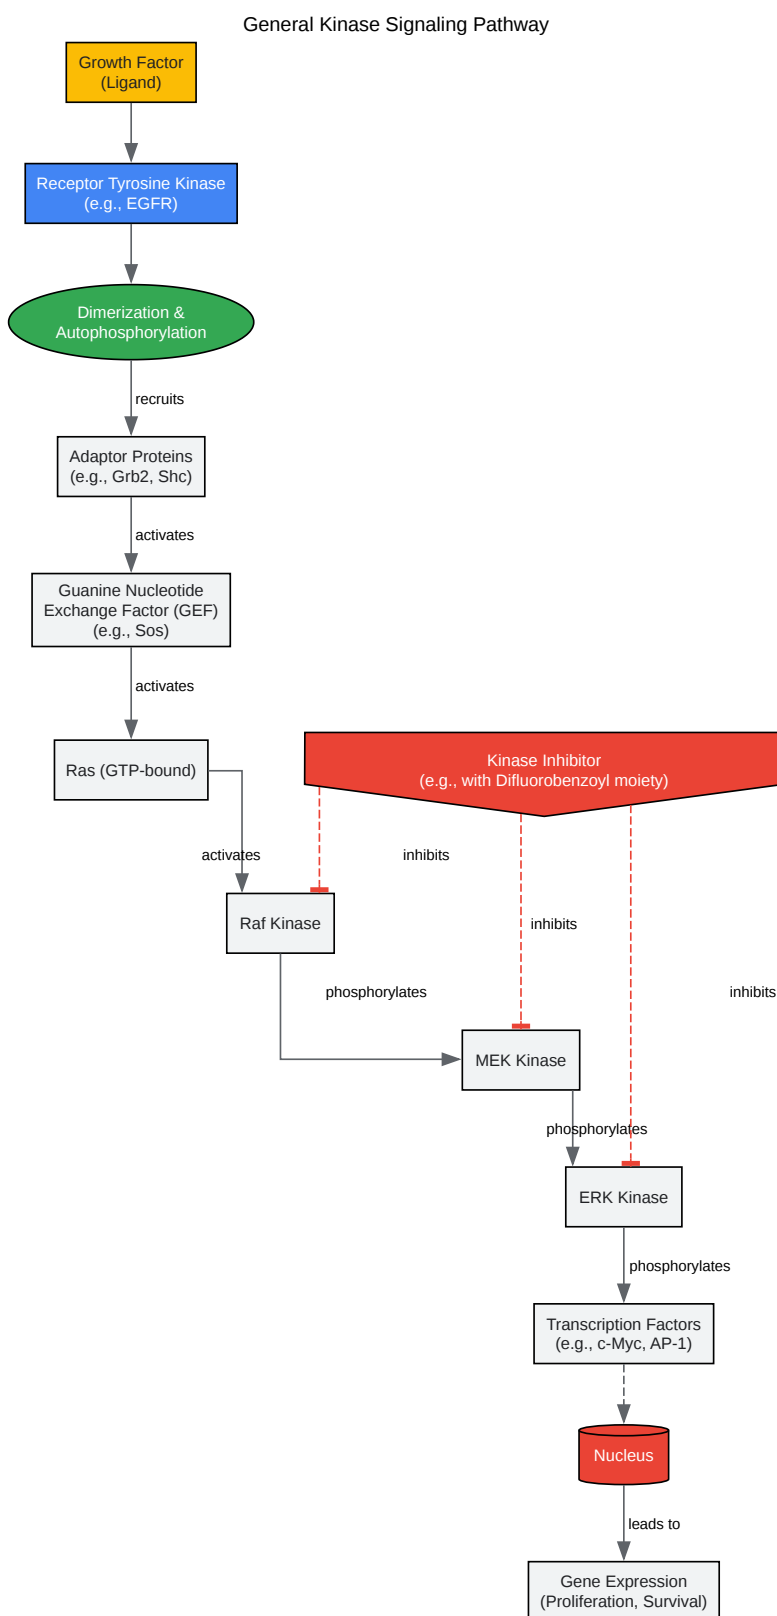 General Kinase Signaling Pathway
Growth Factor
(Ligand)
Receptor Tyrosine Kinase
(e.g., EGFR)
Dimerization &
Autophosphorylation
recruits
Adaptor Proteins
(e.g., Grb2, Shc)
activates
Guanine Nucleotide
Exchange Factor (GEF)
(e.g., Sos)
activates
Ras (GTP-bound)
Kinase Inhibitor
(e.g., with Difluorobenzoyl moiety)
activates
inhibits
Raf Kinase
inhibits
phosphorylates
inhibits
MEK Kinase
phosphorylates
ERK Kinase
phosphorylates
Transcription Factors
(e.g., c-Myc, AP-1)
Nucleus
leads to
Gene Expression
(Proliferation, Survival)